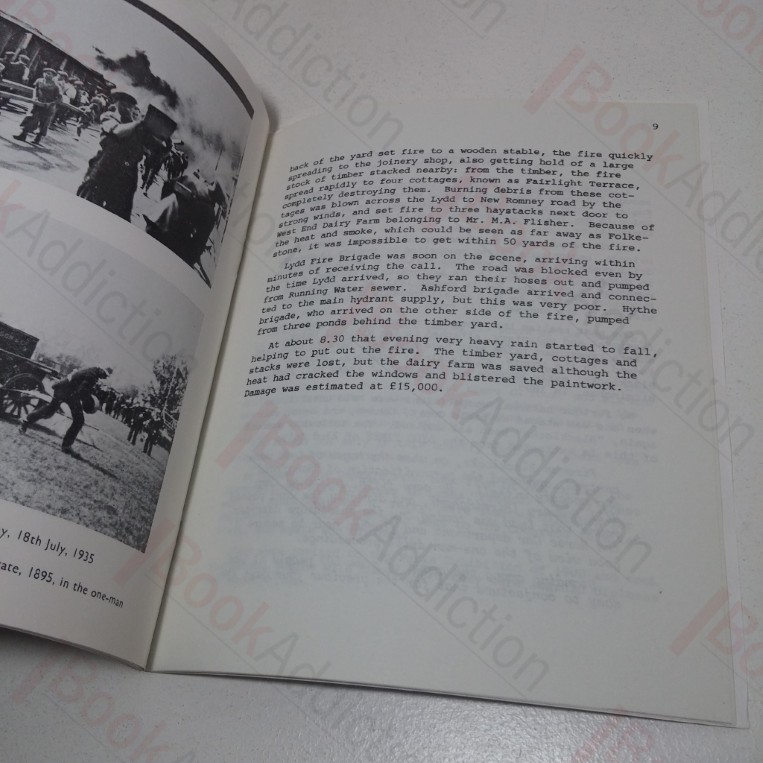 y, 18th July, 1935
ate, 1895, in the one-man
9
back of the yard set fire to a wooden stable, the fire quickly
spreading to the joinery shop, also getting hold of a large
stock of timber stacked nearby: from the timber, the fire
spread rapidly to four cottages, known as Fairlight Terrace,
completely destroying them. Burning debris from these cot-
tages was blown across the Lydd to New Romney road by the
strong winds, and set fire to three haystacks next door to
West End Dairy Farm belonging to Mr. M.A. Flisher. Because of
the heat and smoke, which could be seen as far away as Folke-
stone, it was impossible to get within 50 yards of the fire.
Lydd Fire Brigade was soon on the scene, arriving within
minutes of receiving the call. The road was blocked even by
the time Lydd arrived, so they ran their hoses out and pumped
from Running Water sewer. Ashford brigade arrived and connec-
ted to the main hydrant supply, but this was very poor. Hythe
brigade, who arrived on the other side of the fire, pumped
from three ponds behind the timber yard.
At about 8.30 that evening very heavy rain started to fall,
helping to put out the fire. The timber yard, cottages and
stacks were lost, but the dairy farm was saved although the
heat had cracked the windows and blistered the paintwork.
Damage was estimated at £15,000.
BookAddiction
BookAddiction
BookAddiction
BookAddiction
BookAddiction